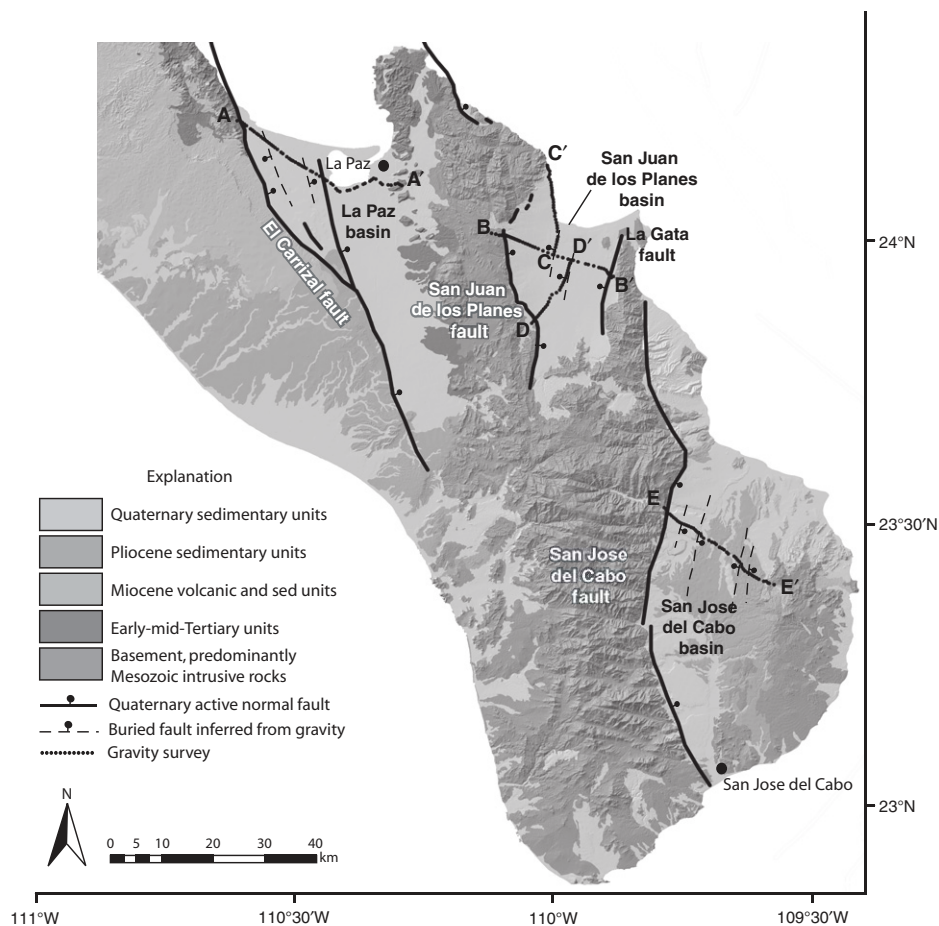 A
C′
San Juan
de los Planes
basin
La Paz
A′
La Paz
basin
B
D′
La Gata
fault
24°N
C
El Carrizal fault
San Juan
de los Planes
fault
B
D
Explanation
Quaternary sedimentary units
Pliocene sedimentary units
Miocene volcanic and sed units
Early-mid-Tertiary units
Basement, predominantly
Mesozoic intrusive rocks
Quaternary active normal fault
Buried fault inferred from gravity
Gravity survey
E
23°30′N
San Jose
del Cabo
fault
E′
San Jose
del Cabo
basin
San Jose del Cabo
23°N
N
0 5 10 20 30 40
km
111°W 110°30′W 110°W 109°30′W